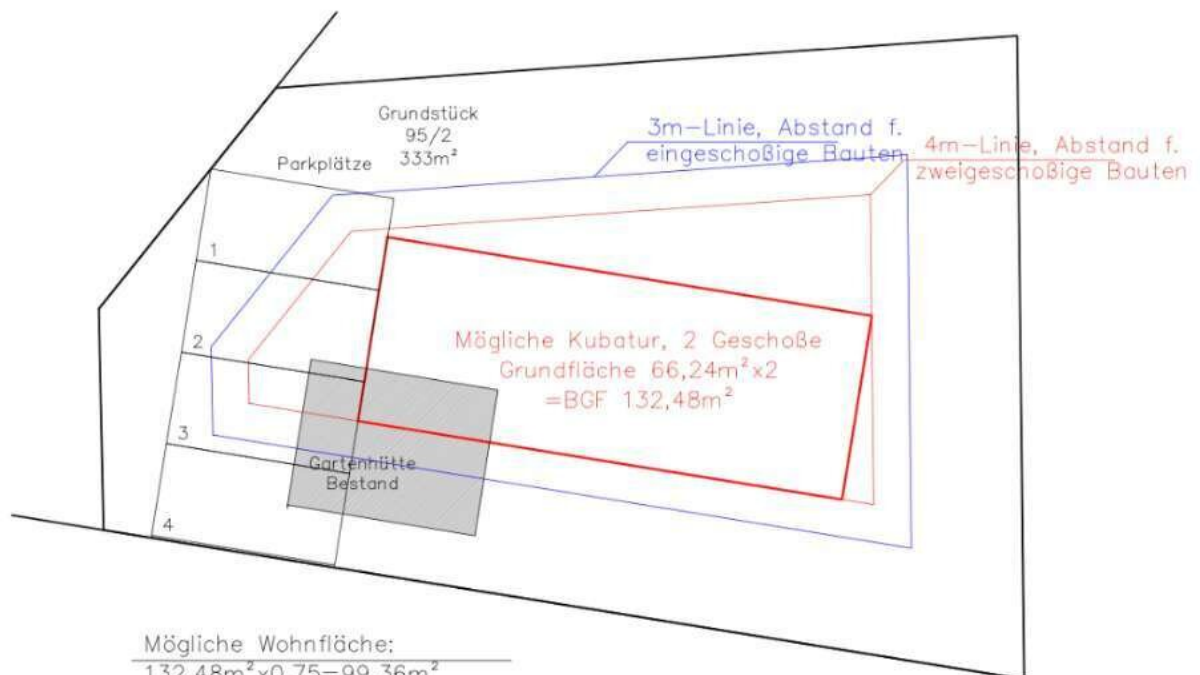 Grundstück
95/2
333m²
Parkplätze
3m-Linie, Abstand f.
eingeschoßige Bauten
4m-Linie, Abstand f.
zweigeschoßige Bauten
1
2
3
4
Mögliche Kubatur, 2 Geschoße
Grundfläche 66,24m²x2
=BGF 132,48m²
Gartenhütte
Bestand
Mögliche Wohnfläche:
132,48m²x0,75=99,36m²